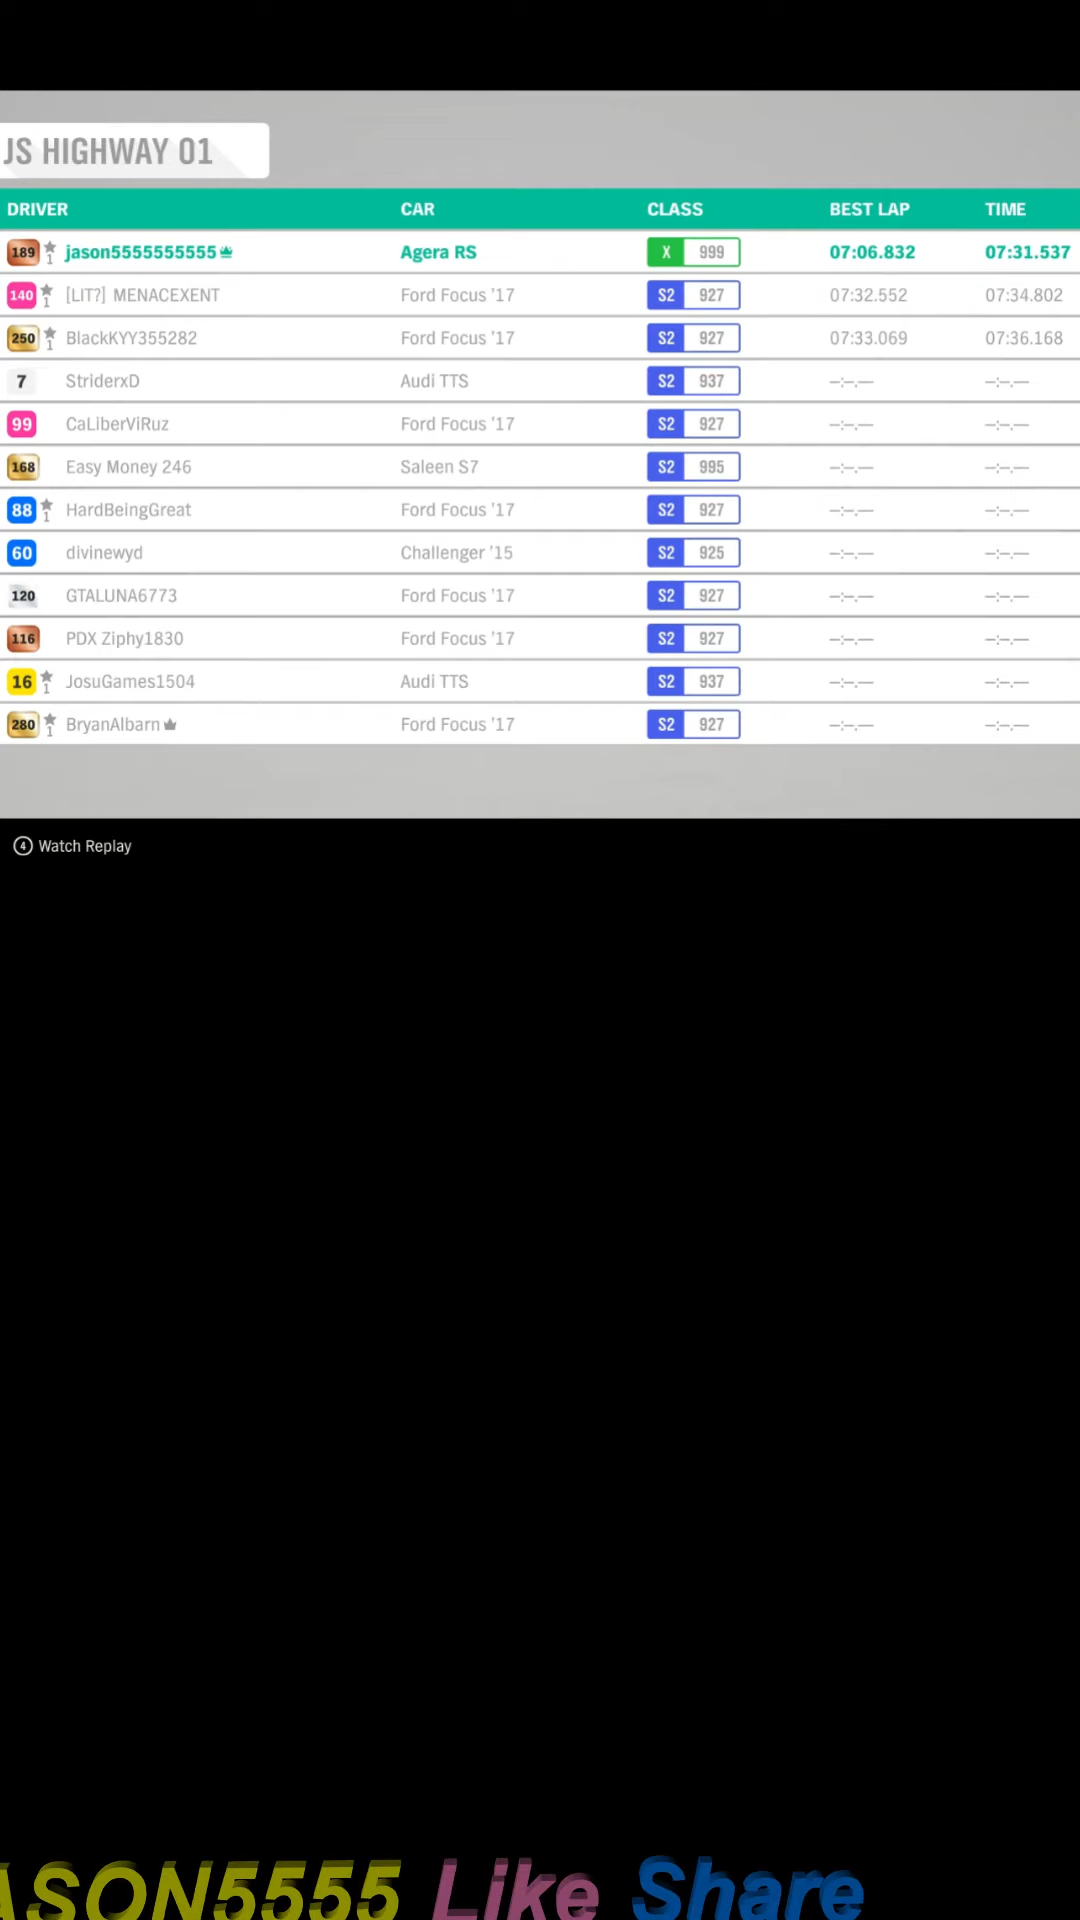 JS HIGHWAY 01
DRIVER CAR CLASS BEST LAP TIME
189 1 jason5555555555 Agera RS X 999 07:06.832 07:31.537
140 1 [LIT?] MENACEXENT Ford Focus '17 S2 927 07:32.552 07:34.802
250 1 BlackKYY355282 Ford Focus '17 S2 927 07:33.069 07:36.168
7 StriderxD Audi TTS S2 937 --:--.--- --:--.---
99 CaLiberViRuz Ford Focus '17 S2 927 --:--.--- --:--.---
168 Easy Money 246 Saleen S7 S2 995 --:--.--- --:--.---
88 1 HardBeingGreat Ford Focus '17 S2 927 --:--.--- --:--.---
60 divinewyd Challenger '15 S2 925 --:--.--- --:--.---
120 GTALUNA6773 Ford Focus '17 S2 927 --:--.--- --:--.---
116 PDX Ziphy1830 Ford Focus '17 S2 927 --:--.--- --:--.---
16 1 JosuGames1504 Audi TTS S2 937 --:--.--- --:--.---
280 1 BryanAlbarn Ford Focus '17 S2 927 --:--.--- --:--.---
4 Watch Replay
ASON5555 Like Share